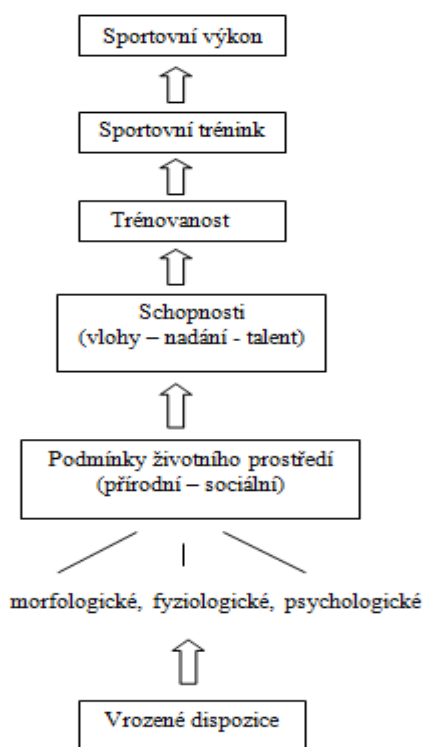 Sportovní výkon
Sportovní trénink
Trénovanost
Schopnosti
(vlohy – nadání - talent)
Podmínky životního prostředí
(přírodní – sociální)
morfologické, fyziologické, psychologické
Vrozené dispozice